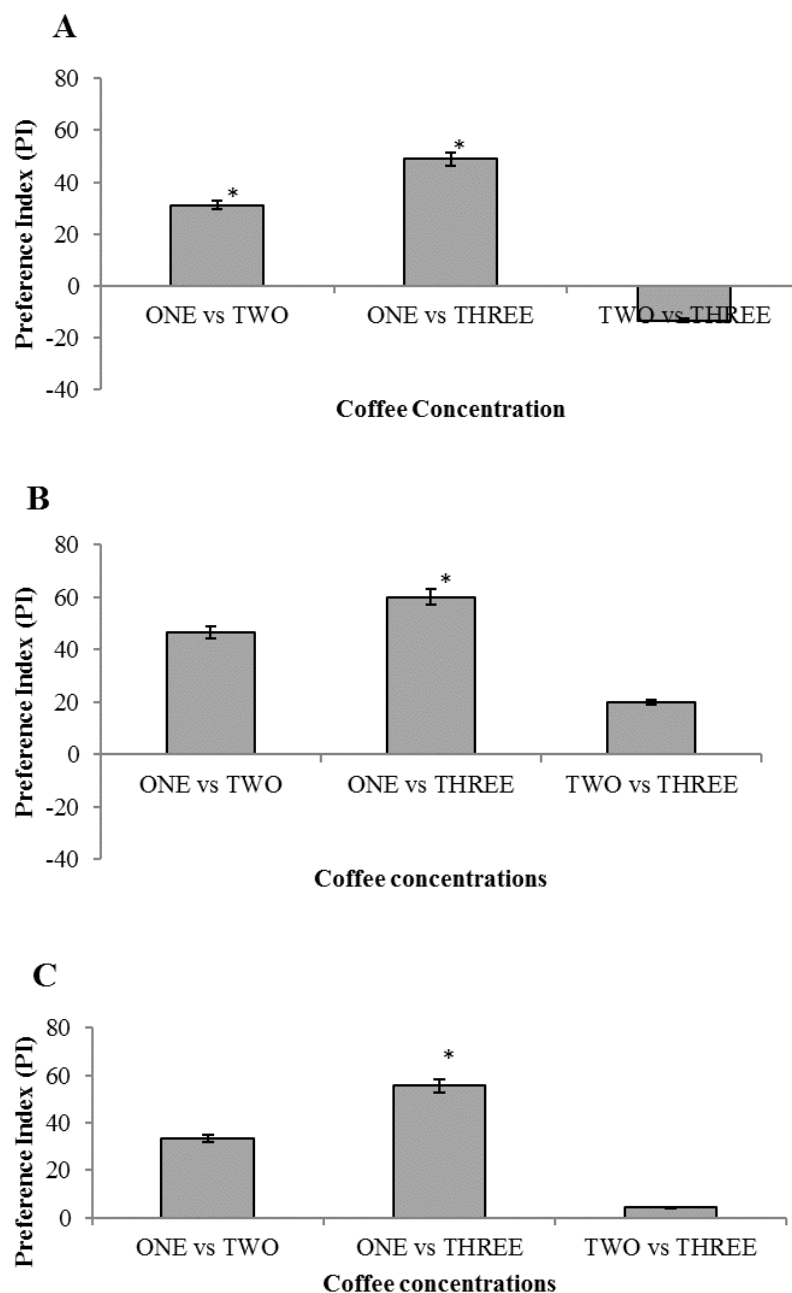 A
Preference Index (PI)
80
60
40
20
0
-20
-40
*
*
ONE vs TWO
ONE vs THREE
TWO vs THREE
Coffee Concentration
B
Preference Index (PI)
80
60
40
20
0
-20
-40
*
ONE vs TWO
ONE vs THREE
TWO vs THREE
Coffee concentrations
C
Preference Index (PI)
80
60
40
20
0
*
ONE vs TWO
ONE vs THREE
TWO vs THREE
Coffee concentrations